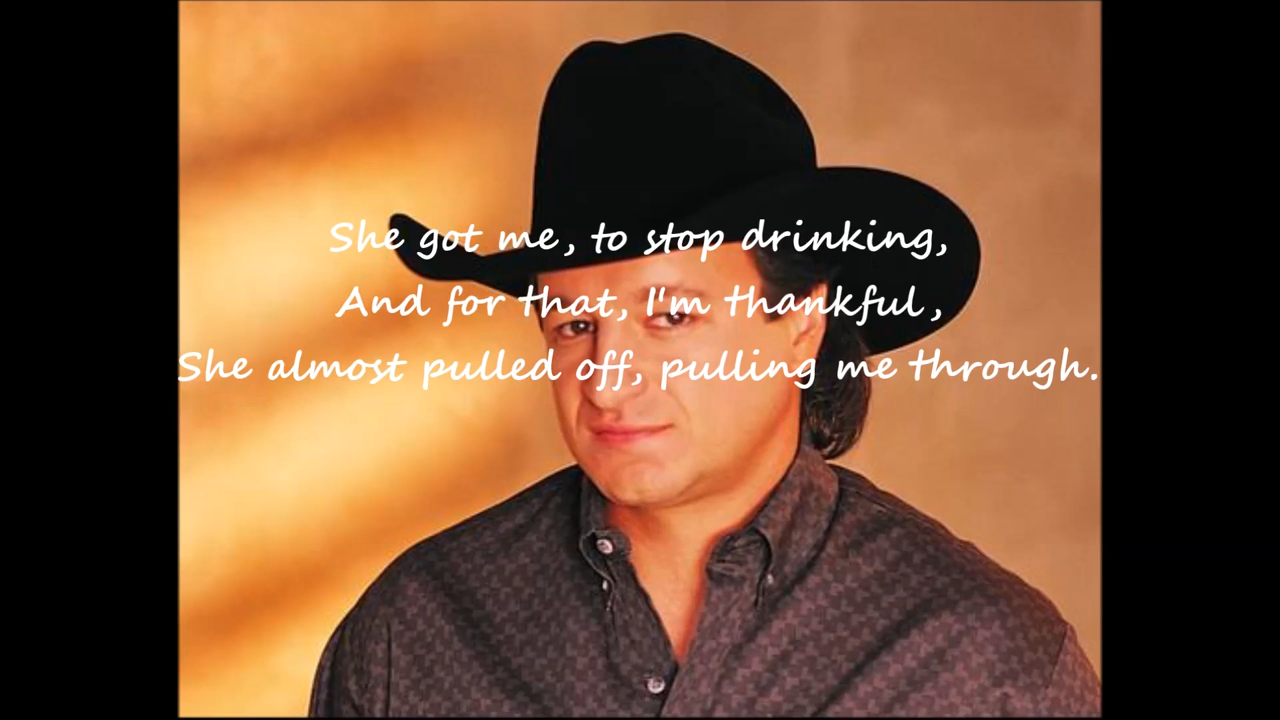 She got me, to stop drinking,
And for that, I'm thankful,
She almost pulled off, pulling me through.